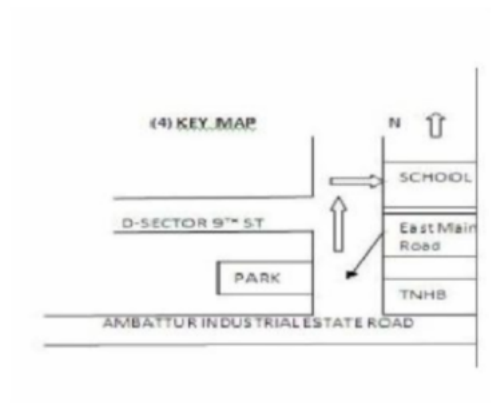 (4) KEY MAP
N
SCHOOL
D-SECTOR 9TH ST
East Main
Road
PARK
TNHB
AMBATTUR INDUSTRIAL ESTATE ROAD